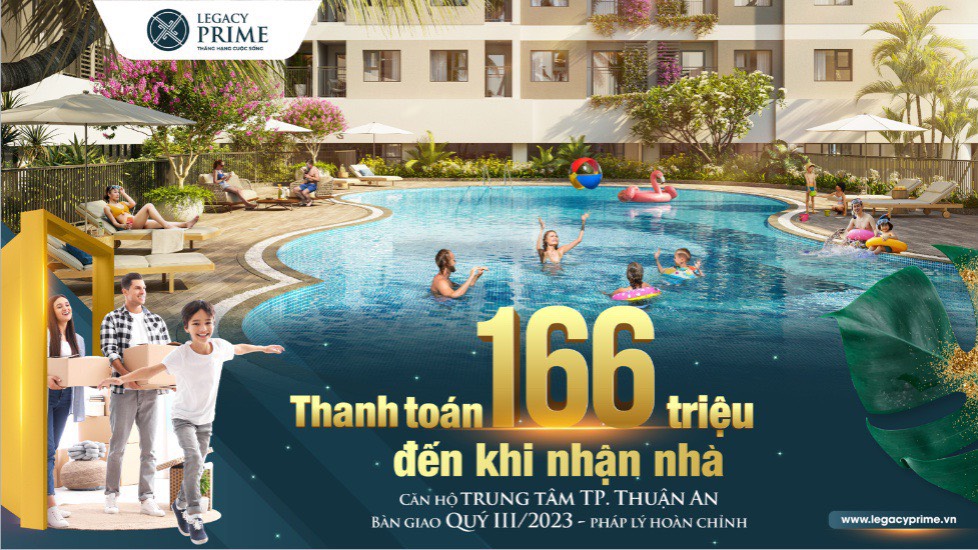 LEGACY
PRIME
THĂNG HẠNG CUỘC SỐNG
Thanh toán 166 triệu
đến khi nhận nhà
CĂN HỘ TRUNG TÂM TP. THUẬN AN
BÀN GIAO QUÝ III/2023 - PHÁP LÝ HOÀN CHỈNH
www.legacyprime.vn